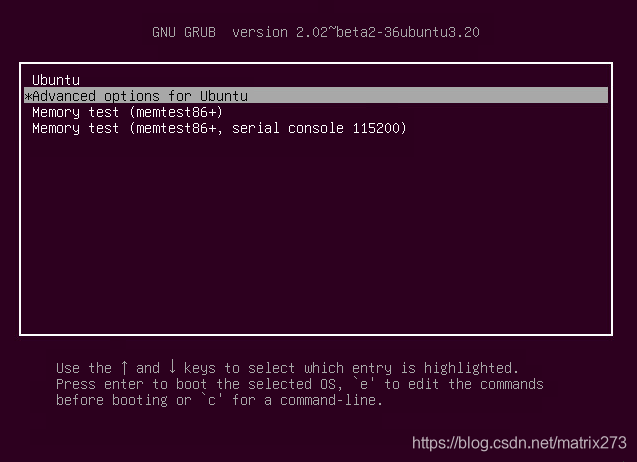 GNU GRUB  version 2.02~beta2-36ubuntu3.20
Ubuntu
*Advanced options for Ubuntu
Memory test (memtest86+)
Memory test (memtest86+, serial console 115200)
Use the ↑ and ↓ keys to select which entry is highlighted.
Press enter to boot the selected OS, `e' to edit the commands
before booting or `c' for a command-line.
https://blog.csdn.net/matrix273